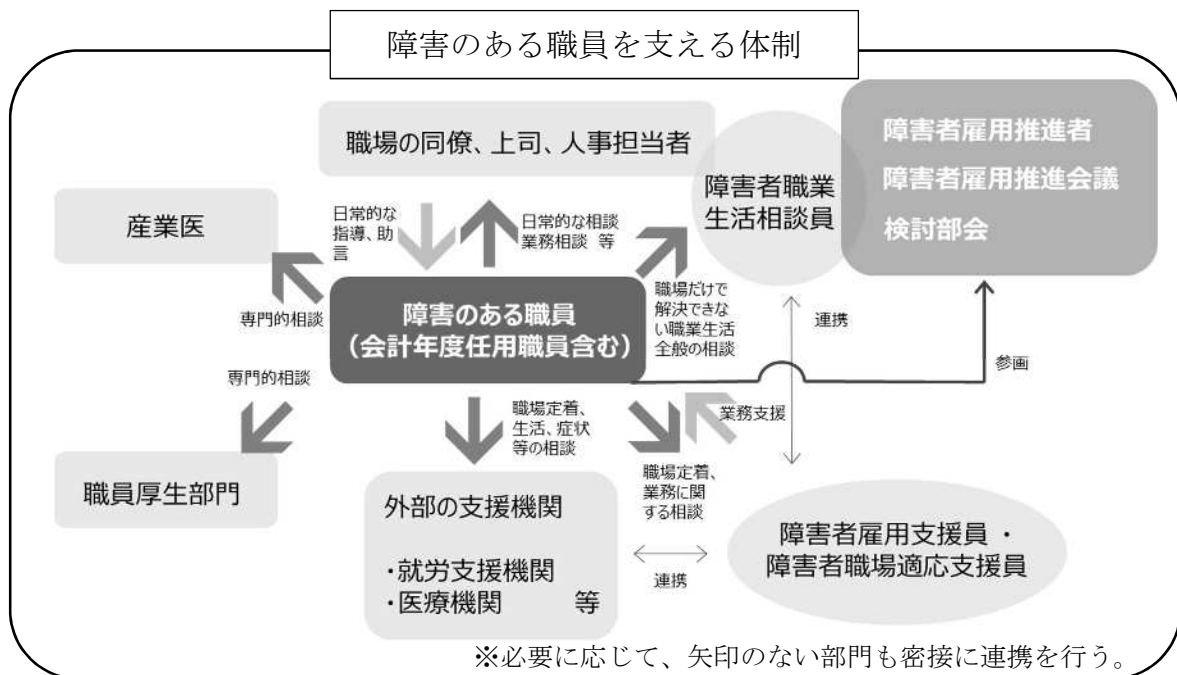 障害のある職員を支える体制
職場の同僚、上司、人事担当者
障害者職業
生活相談員
障害者雇用推進者
障害者雇用推進会議
検討部会
産業医
日常的な
指導、助
言
日常的な相談
業務相談 等
専門的相談
障害のある職員
(会計年度任用職員含む)
職場だけで
解決できな
い職業生活
全般の相談
連携
参画
専門的相談
職場定着、
生活、症状
等の相談
業務支援
職員厚生部門
外部の支援機関
・就労支援機関
・医療機関 等
職場定着、
業務に関
する相談
連携
障害者雇用支援員・
障害者職場適応支援員
※必要に応じて、矢印のない部門も密接に連携を行う。